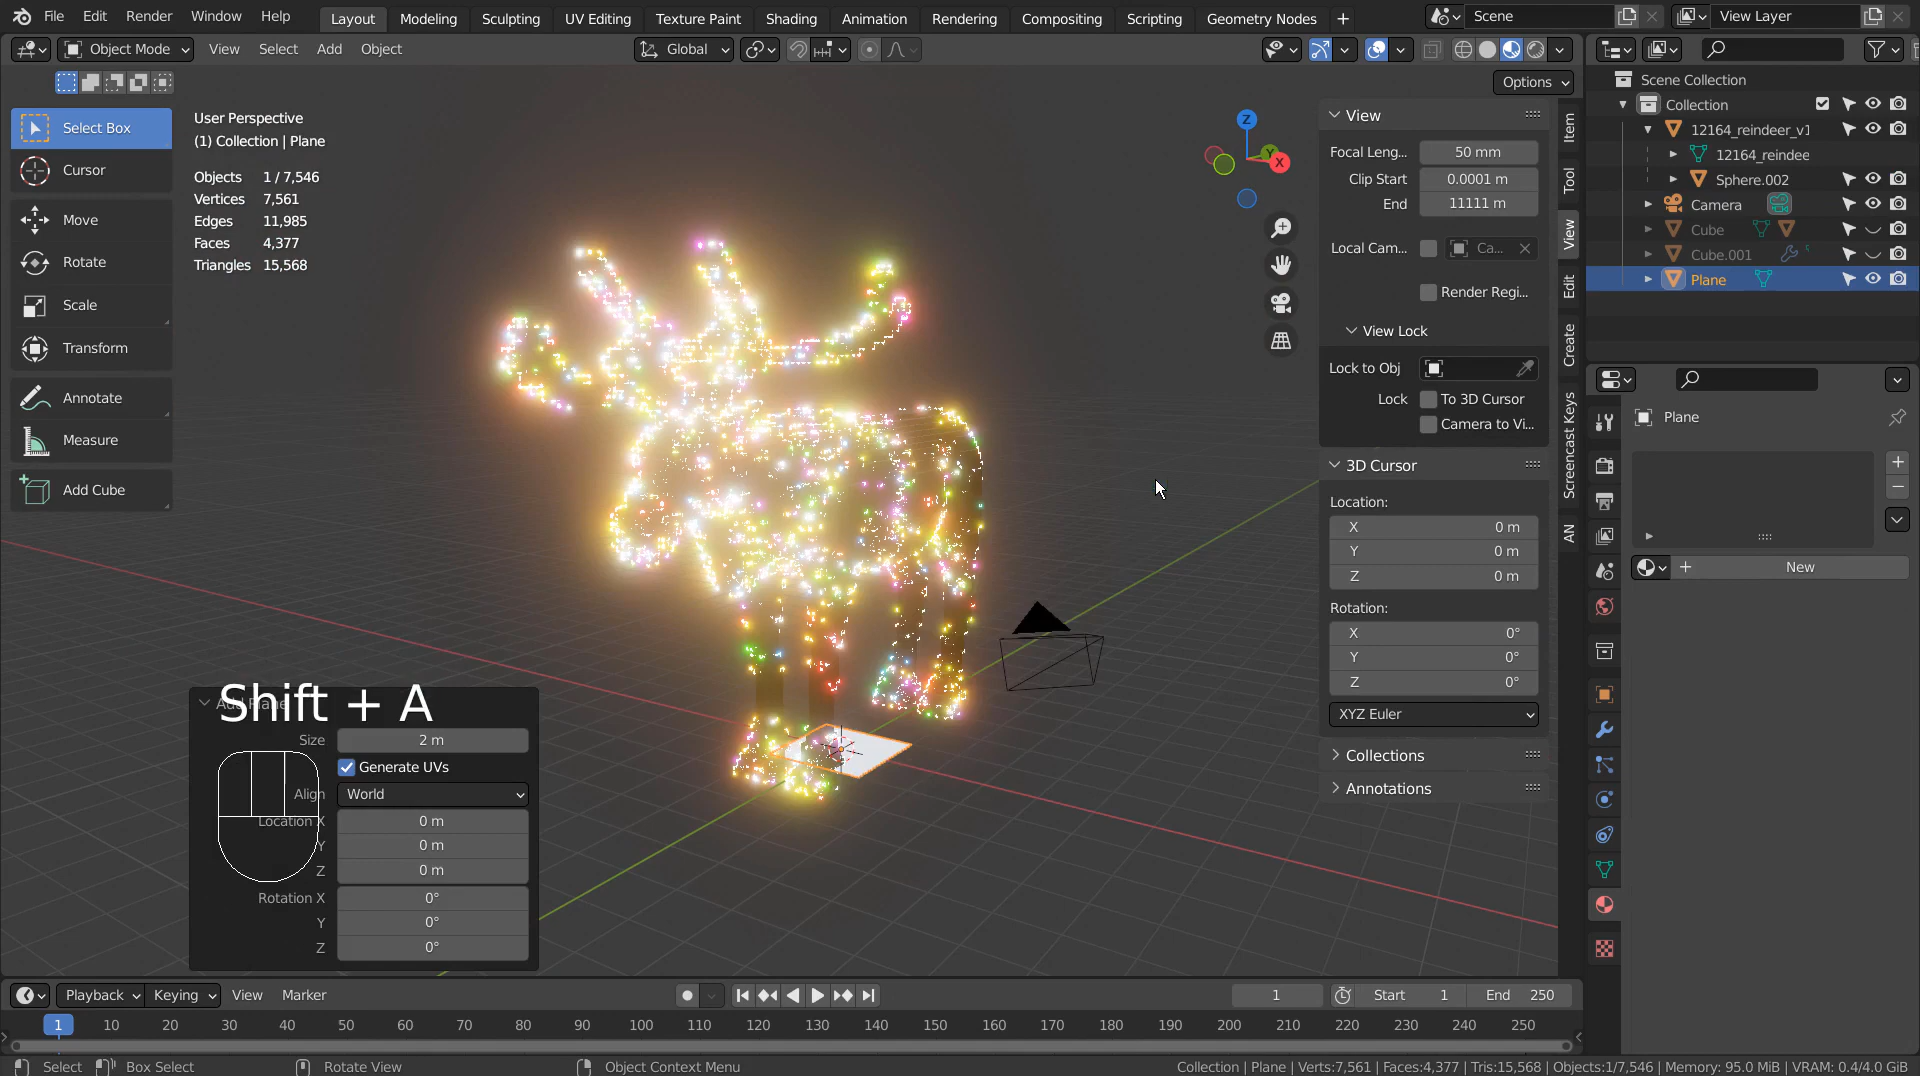 File Edit Render Window Help Layout Modeling Sculpting UV Editing Texture Paint Shading Animation Rendering Compositing Scripting Geometry Nodes + Scene View Layer
Object Mode View Select Add Object Global
Options
Select Box
Cursor
Move
Rotate
Scale
Transform
Annotate
Measure
Add Cube
User Perspective
(1) Collection | Plane
Objects 1 / 7,546
Vertices 7,561
Edges 11,985
Faces 4,377
Triangles 15,568
Z
Y
X
View
Focal Leng... 50 mm
Clip Start 0.0001 m
End 11111 m
Local Cam... Ca...
Render Regi...
View Lock
Lock to Obj
Lock To 3D Cursor
Camera to Vi...
3D Cursor
Location:
X 0 m
Y 0 m
Z 0 m
Rotation:
X 0°
Y 0°
Z 0°
XYZ Euler
Collections
Annotations
Item
Tool
View
Edit
Create
Screencast Keys
AN
Scene Collection
Collection
12164_reindeer_v1
12164_reindee
Sphere.002
Camera
Cube
Cube.001
Plane
Plane
New
Shift + A
Size 2 m
Generate UVs
Align World
Location X 0 m
Y 0 m
Z 0 m
Rotation X 0°
Y 0°
Z 0°
Playback Keying View Marker 1 Start 1 End 250
1 10 20 30 40 50 60 70 80 90 100 110 120 130 140 150 160 170 180 190 200 210 220 230 240 250
Select Box Select Rotate View Object Context Menu Collection | Plane | Verts:7,561 | Faces:4,377 | Tris:15,568 | Objects:1/7,546 | Memory: 95.0 MiB | VRAM: 0.4/4.0 GiB